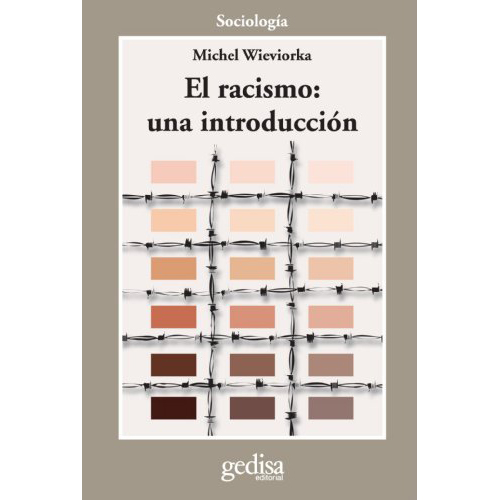 Sociología
Michel Wieviorka
El racismo:
una introducción
gedisa
editorial